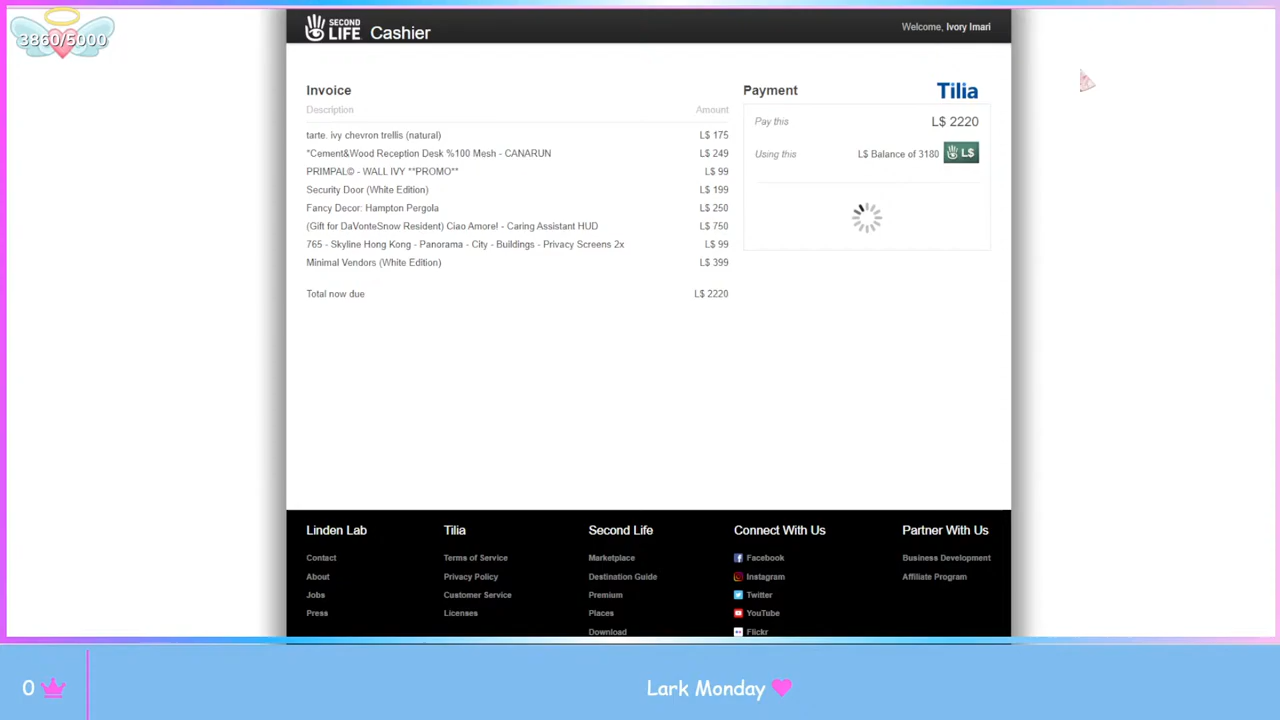 3860/5000
SECOND LIFE Cashier
Welcome, Ivory Imari
Invoice
Description Amount
tarte. ivy chevron trellis (natural) L$ 175
*Cement&Wood Reception Desk %100 Mesh - CANARUN L$ 249
PRIMPAL© - WALL IVY **PROMO** L$ 99
Security Door (White Edition) L$ 199
Fancy Decor: Hampton Pergola L$ 250
(Gift for DaVonteSnow Resident) Ciao Amore! - Caring Assistant HUD L$ 750
765 - Skyline Hong Kong - Panorama - City - Buildings - Privacy Screens 2x L$ 99
Minimal Vendors (White Edition) L$ 399
Total now due L$ 2220
Payment Tilia
Pay this L$ 2220
Using this L$ Balance of 3180 L$
Linden Lab
Contact
About
Jobs
Press
Tilia
Terms of Service
Privacy Policy
Customer Service
Licenses
Second Life
Marketplace
Destination Guide
Premium
Places
Download
Connect With Us
Facebook
Instagram
Twitter
YouTube
Flickr
Partner With Us
Business Development
Affiliate Program
0
Lark Monday